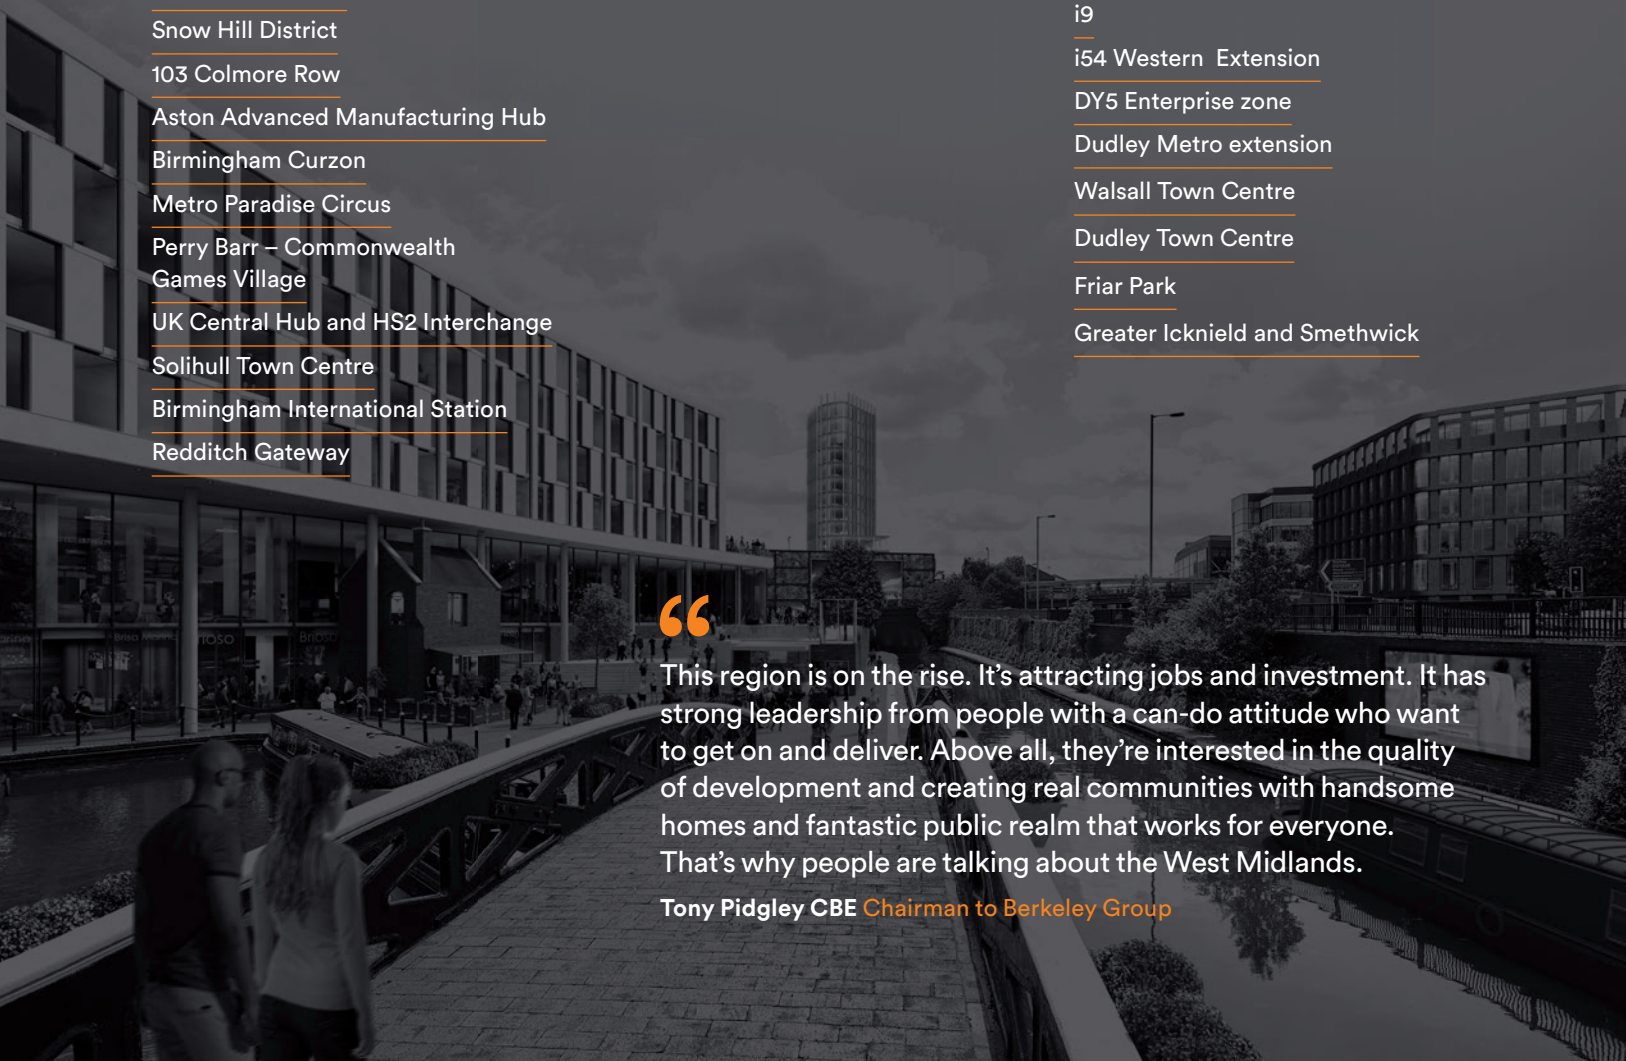 Snow Hill District
103 Colmore Row
Aston Advanced Manufacturing Hub
Birmingham Curzon
Metro Paradise Circus
Perry Barr – Commonwealth
Games Village
UK Central Hub and HS2 Interchange
Solihull Town Centre
Birmingham International Station
Redditch Gateway
i9
i54 Western  Extension
DY5 Enterprise zone
Dudley Metro extension
Walsall Town Centre
Dudley Town Centre
Friar Park
Greater Icknield and Smethwick
“
This region is on the rise. It’s attracting jobs and investment. It has
strong leadership from people with a can-do attitude who want
to get on and deliver. Above all, they’re interested in the quality
of development and creating real communities with handsome
homes and fantastic public realm that works for everyone.
That’s why people are talking about the West Midlands.
Tony Pidgley CBE Chairman to Berkeley Group